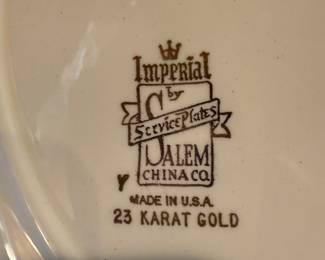 Imperial
by
Service Plates
SALEM
CHINA CO.
Y
MADE IN U.S.A.
23 KARAT GOLD